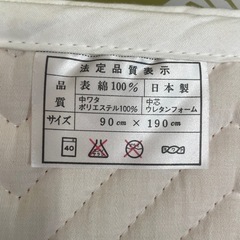 法定品質表示
品質 表綿100% 日本製
中ワタ 中芯
ポリエステル100% ウレタンフォーム
サイズ 90cm×190cm
40